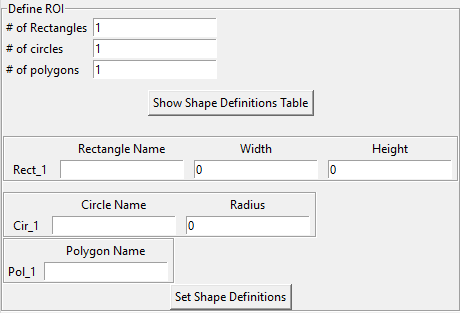 Define ROI
# of Rectangles 1
# of circles 1
# of polygons 1
Show Shape Definitions Table
Rectangle Name Width Height
Rect_1 0 0
Circle Name Radius
Cir_1 0
Polygon Name
Pol_1
Set Shape Definitions